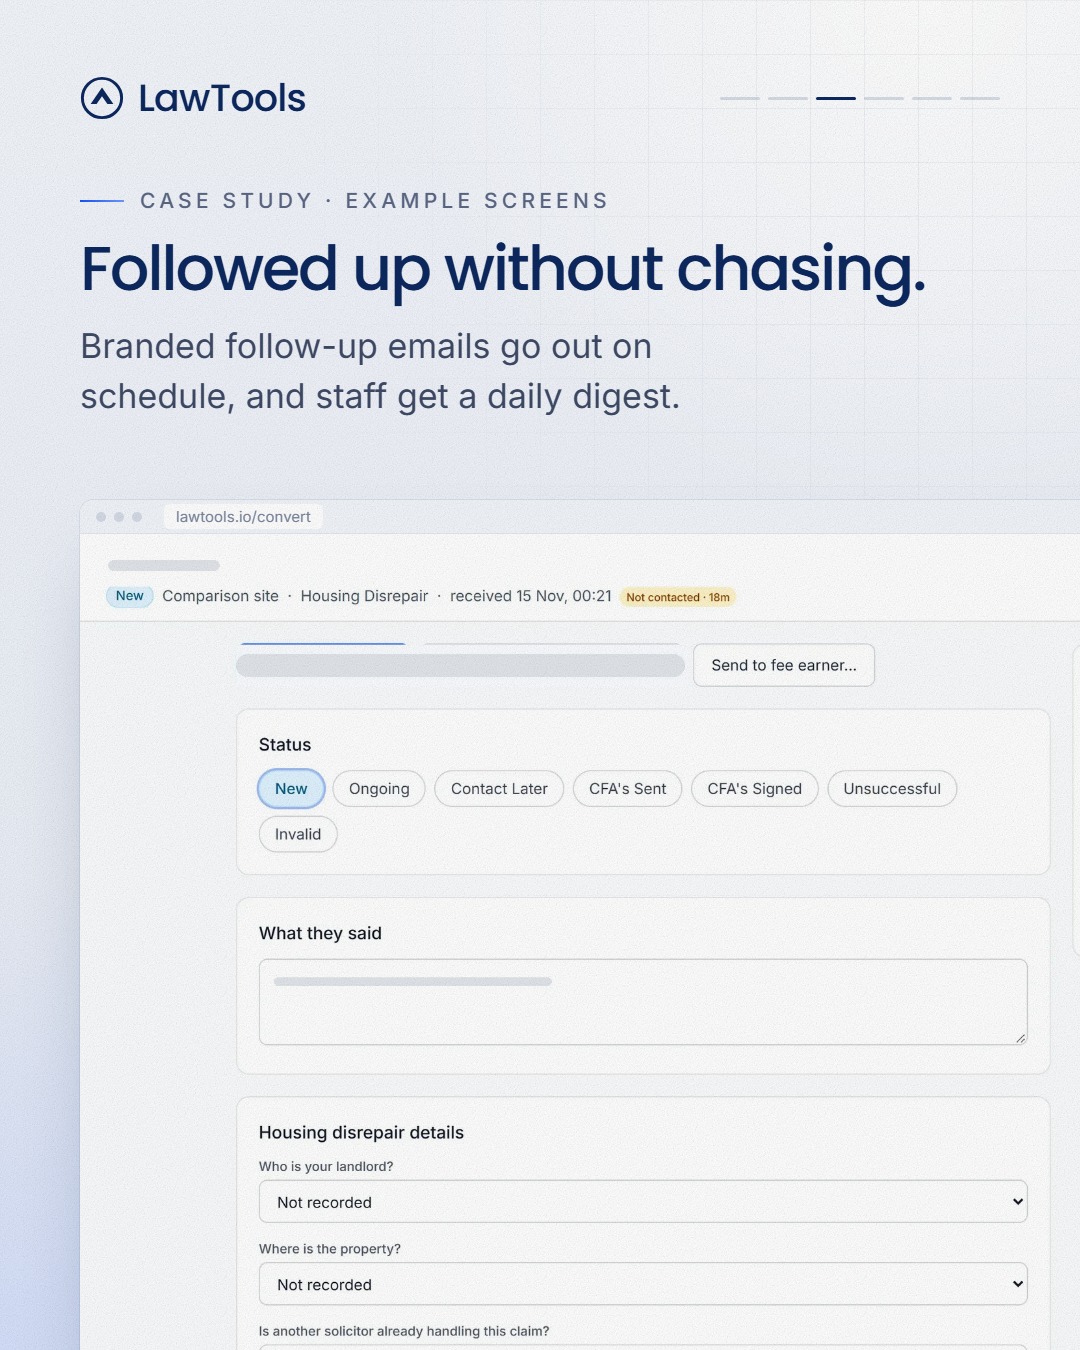 LawTools
CASE STUDY · EXAMPLE SCREENS
Followed up without chasing.
Branded follow-up emails go out on
schedule, and staff get a daily digest.
lawtools.io/convert
New Comparison site · Housing Disrepair · received 15 Nov, 00:21 Not contacted · 18m
Send to fee earner...
Status
New Ongoing Contact Later CFA's Sent CFA's Signed Unsuccessful
Invalid
What they said
Housing disrepair details
Who is your landlord?
Not recorded
Where is the property?
Not recorded
Is another solicitor already handling this claim?